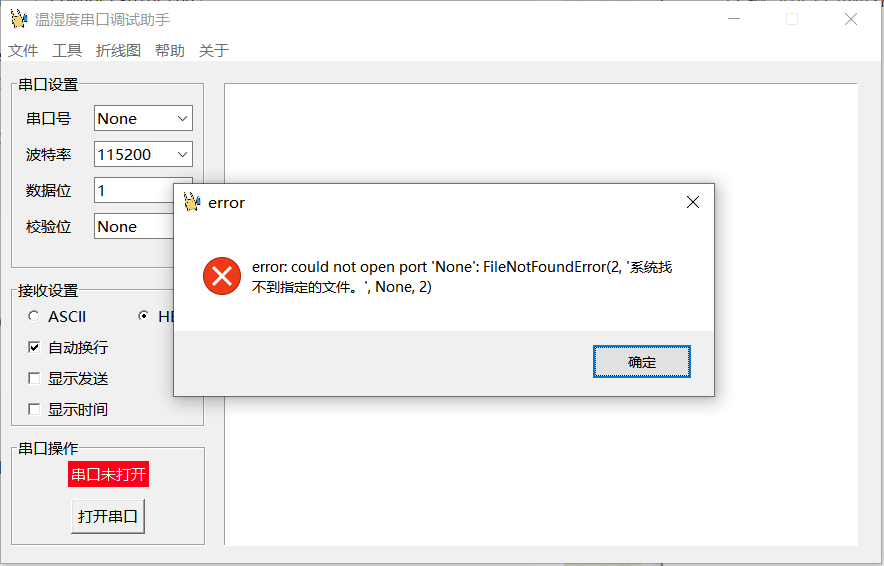 温湿度串口调试助手
文件 工具 折线图 帮助 关于
串口设置
串口号 None
波特率 115200
数据位 1
校验位 None
error
error: could not open port 'None': FileNotFoundError(2, '系统找
不到指定的文件。', None, 2)
确定
接收设置
ASCII
自动换行
显示发送
显示时间
串口操作
串口未打开
打开串口